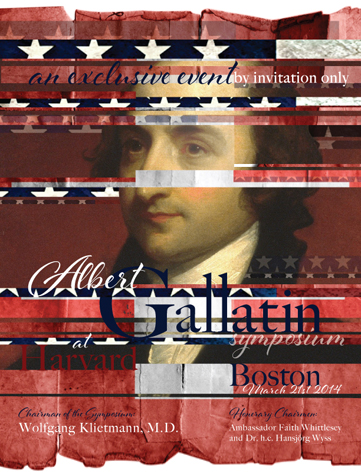 an exclusive event by invitation only
Albert
Gallatin
symposium
at
Harvard
Boston
March 21st 2014
Chairman of the Symposium:
Wolfgang Klietmann, M.D.
Honorary Chairmen:
Ambassador Faith Whittlesey
and Dr. h.c. Hansjörg Wyss